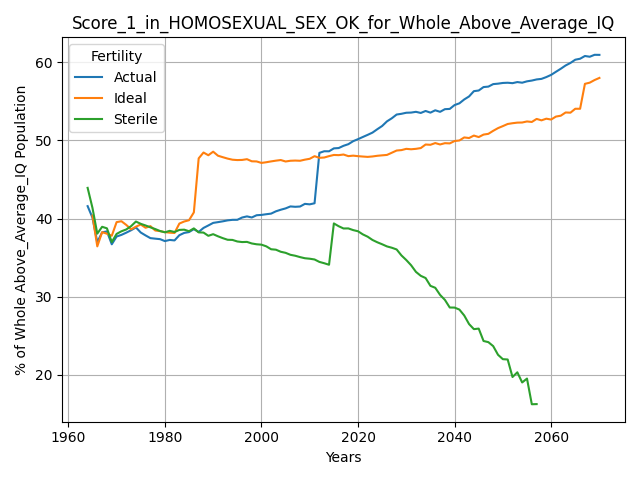 Score_1_in_HOMOSEXUAL_SEX_OK_for_Whole_Above_Average_IQ
% of Whole Above_Average_IQ Population
60
50
40
30
20
Fertility
Actual
Ideal
Sterile
1960 1980 2000 2020 2040 2060
Years